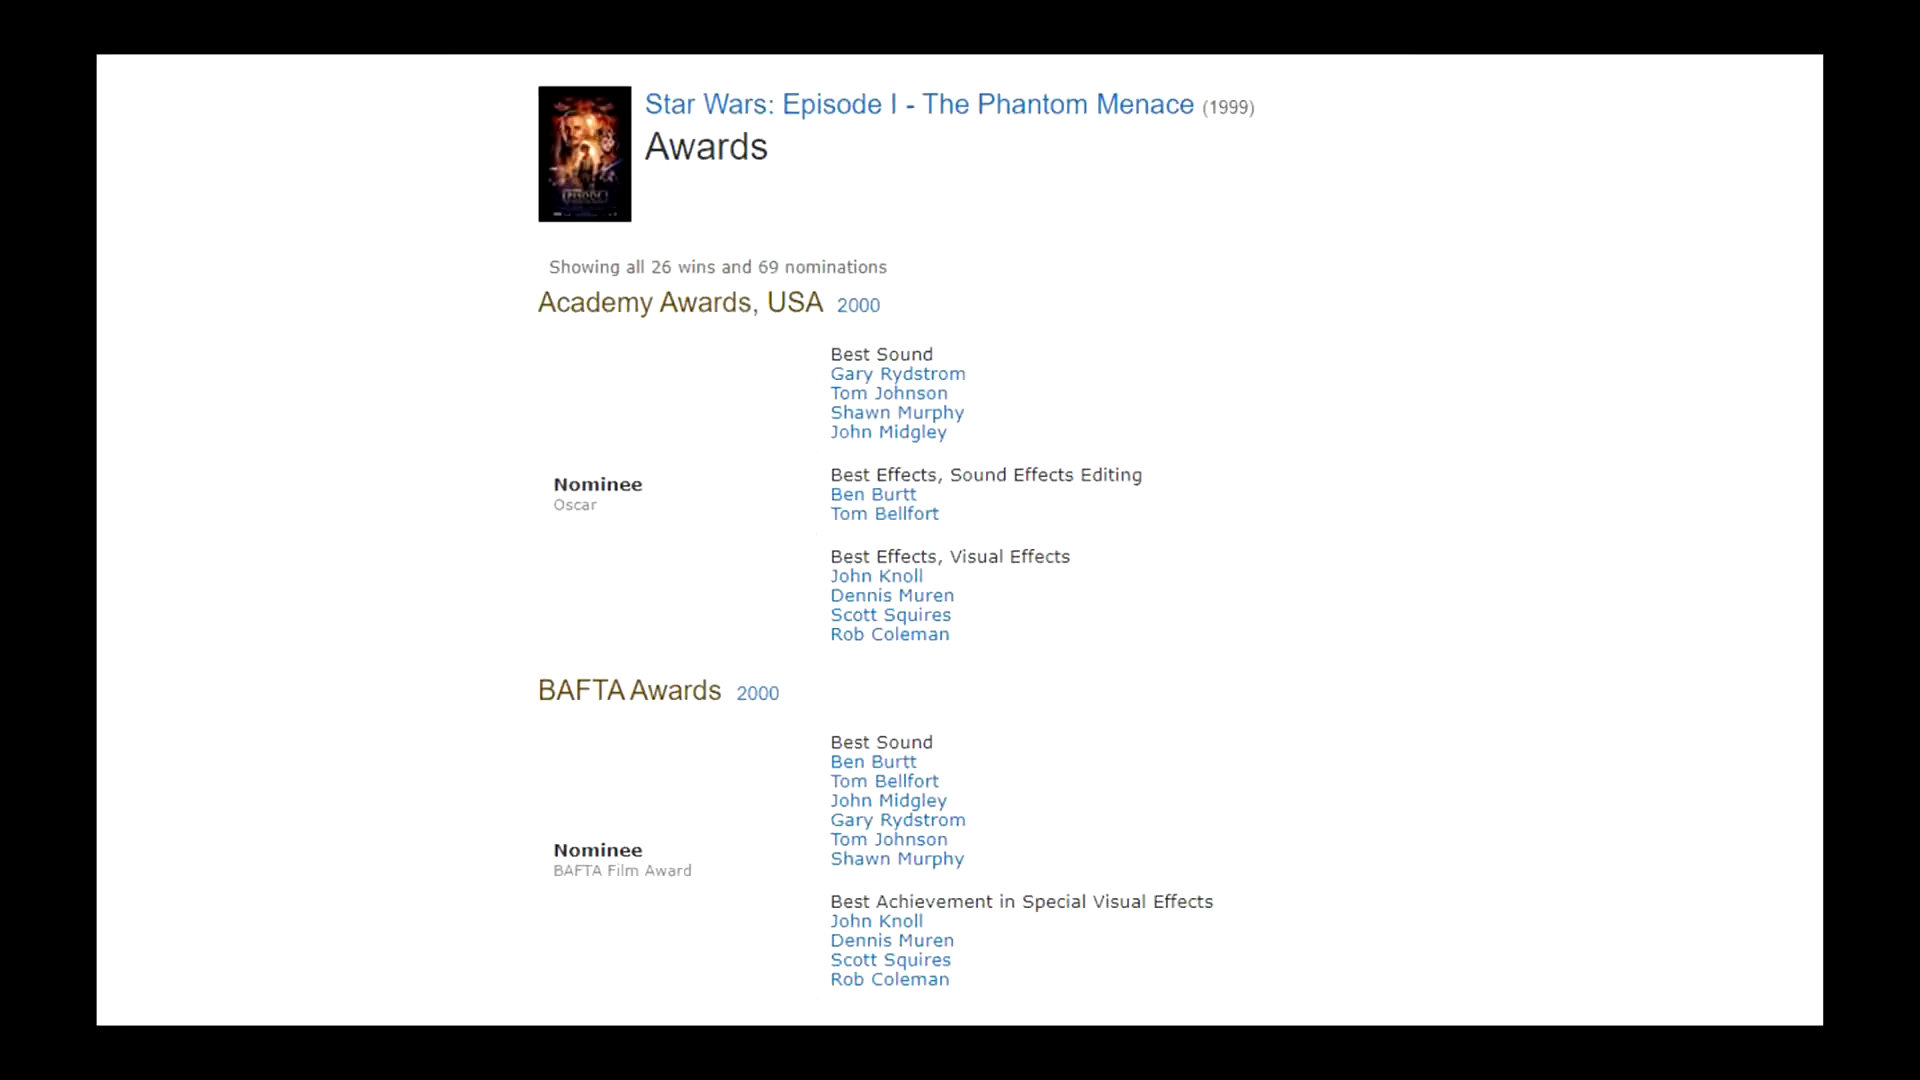 Star Wars: Episode I - The Phantom Menace (1999)
Awards
EPISODE I
Showing all 26 wins and 69 nominations
Academy Awards, USA 2000
Best Sound
Gary Rydstrom
Tom Johnson
Shawn Murphy
John Midgley
Nominee
Oscar
Best Effects, Sound Effects Editing
Ben Burtt
Tom Bellfort
Best Effects, Visual Effects
John Knoll
Dennis Muren
Scott Squires
Rob Coleman
BAFTA Awards 2000
Best Sound
Ben Burtt
Tom Bellfort
John Midgley
Gary Rydstrom
Tom Johnson
Shawn Murphy
Nominee
BAFTA Film Award
Best Achievement in Special Visual Effects
John Knoll
Dennis Muren
Scott Squires
Rob Coleman